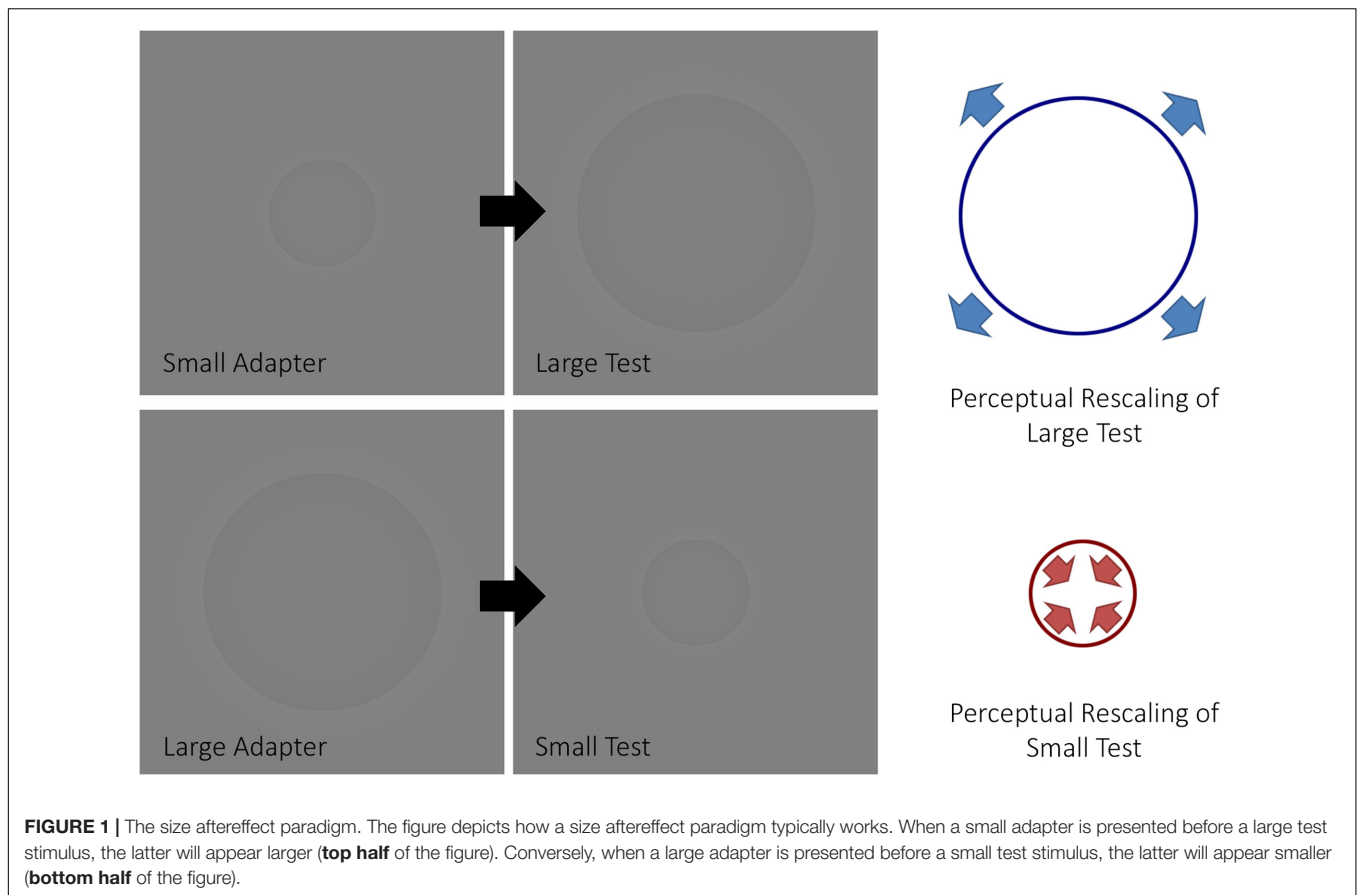 Small Adapter
Large Test
Perceptual Rescaling of
Large Test
Large Adapter
Small Test
Perceptual Rescaling of
Small Test
FIGURE 1 | The size aftereffect paradigm. The figure depicts how a size aftereffect paradigm typically works. When a small adapter is presented before a large test
stimulus, the latter will appear larger (top half of the figure). Conversely, when a large adapter is presented before a small test stimulus, the latter will appear smaller
(bottom half of the figure).